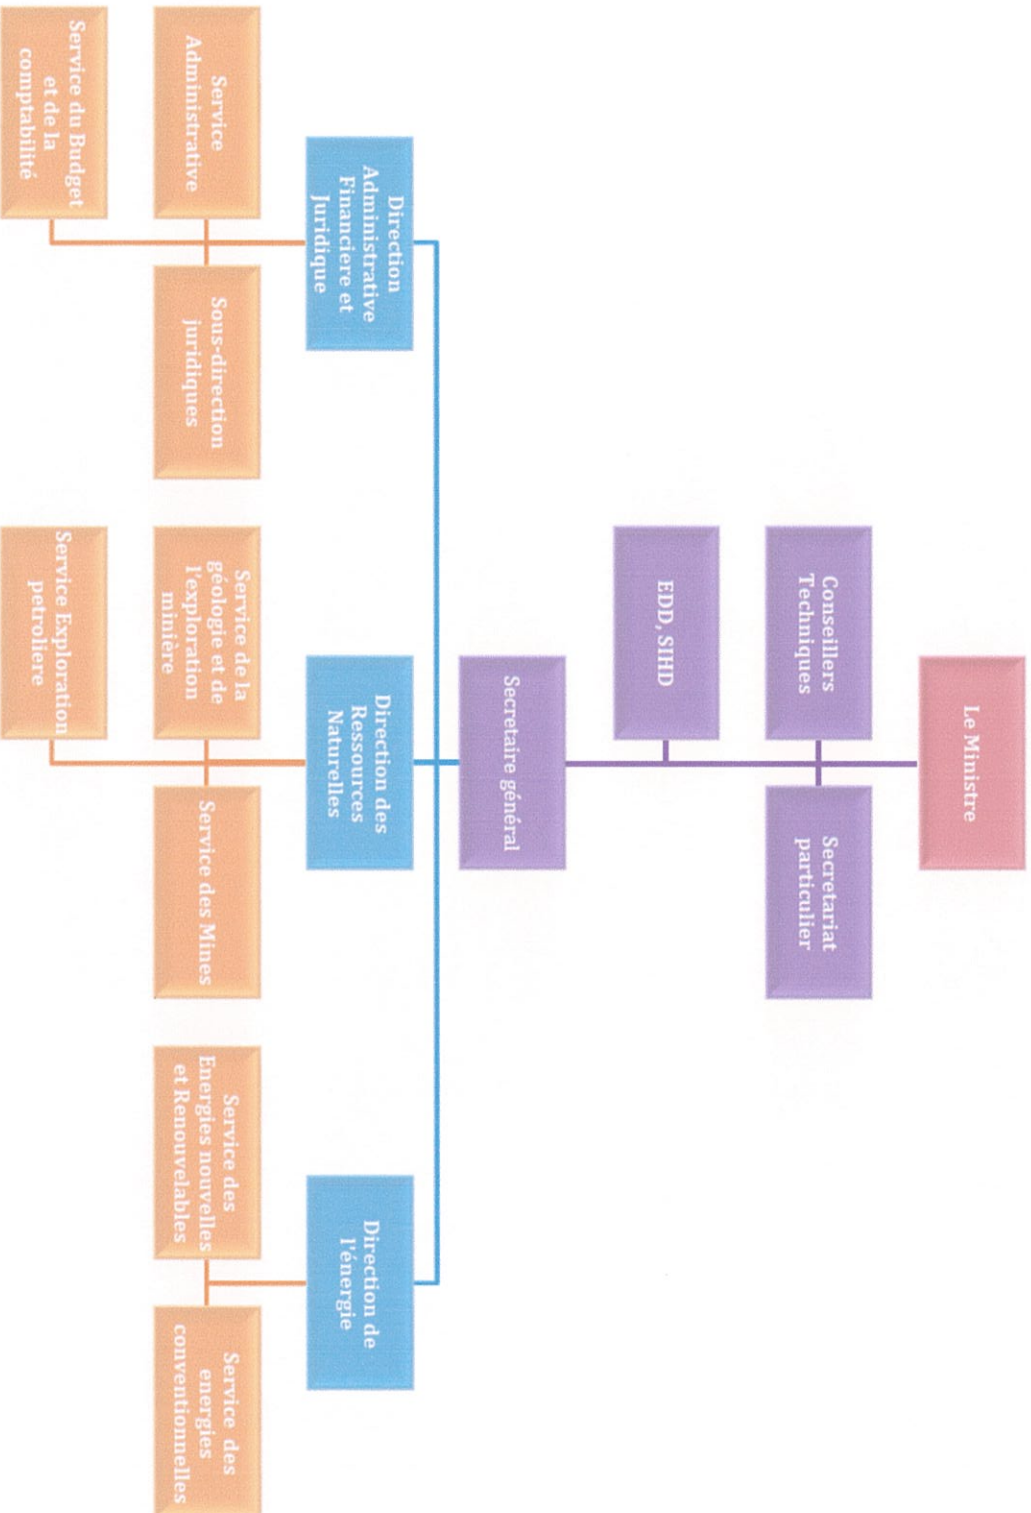 Le Ministre
Conseillers
Techniques
Secretariat
particulier
EDD, SIHD
Secretaire général
Direction
Administrative
Financiere et
Juridique
Direction des
Ressources
Naturelles
Direction de
l'énergie
Service
Administrative
Sous-direction
juridiques
Service de la
géologie et de
l'exploration
minière
Service des Mines
Service des
Energies nouvelles
et Renouvelables
Service des
energies
conventionnelles
Service du Budget
et de la
comptabilité
Service Exploration
petroliere